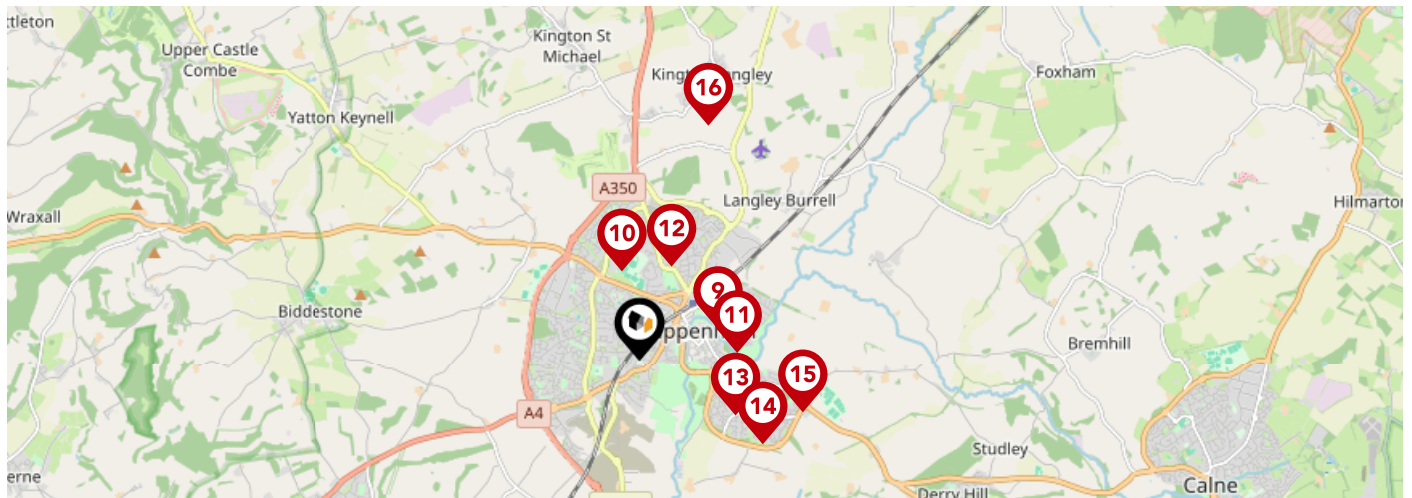 ttleton
Upper Castle
Combe
Kington St
Michael
Yatton Keynell
16
Foxham
A350
Wraxall
Langley Burrell
Hilmarton
10
12
9
11
Biddestone
Bremhill
13
15
14
A4
Studley
erne
Derry Hill
Calne